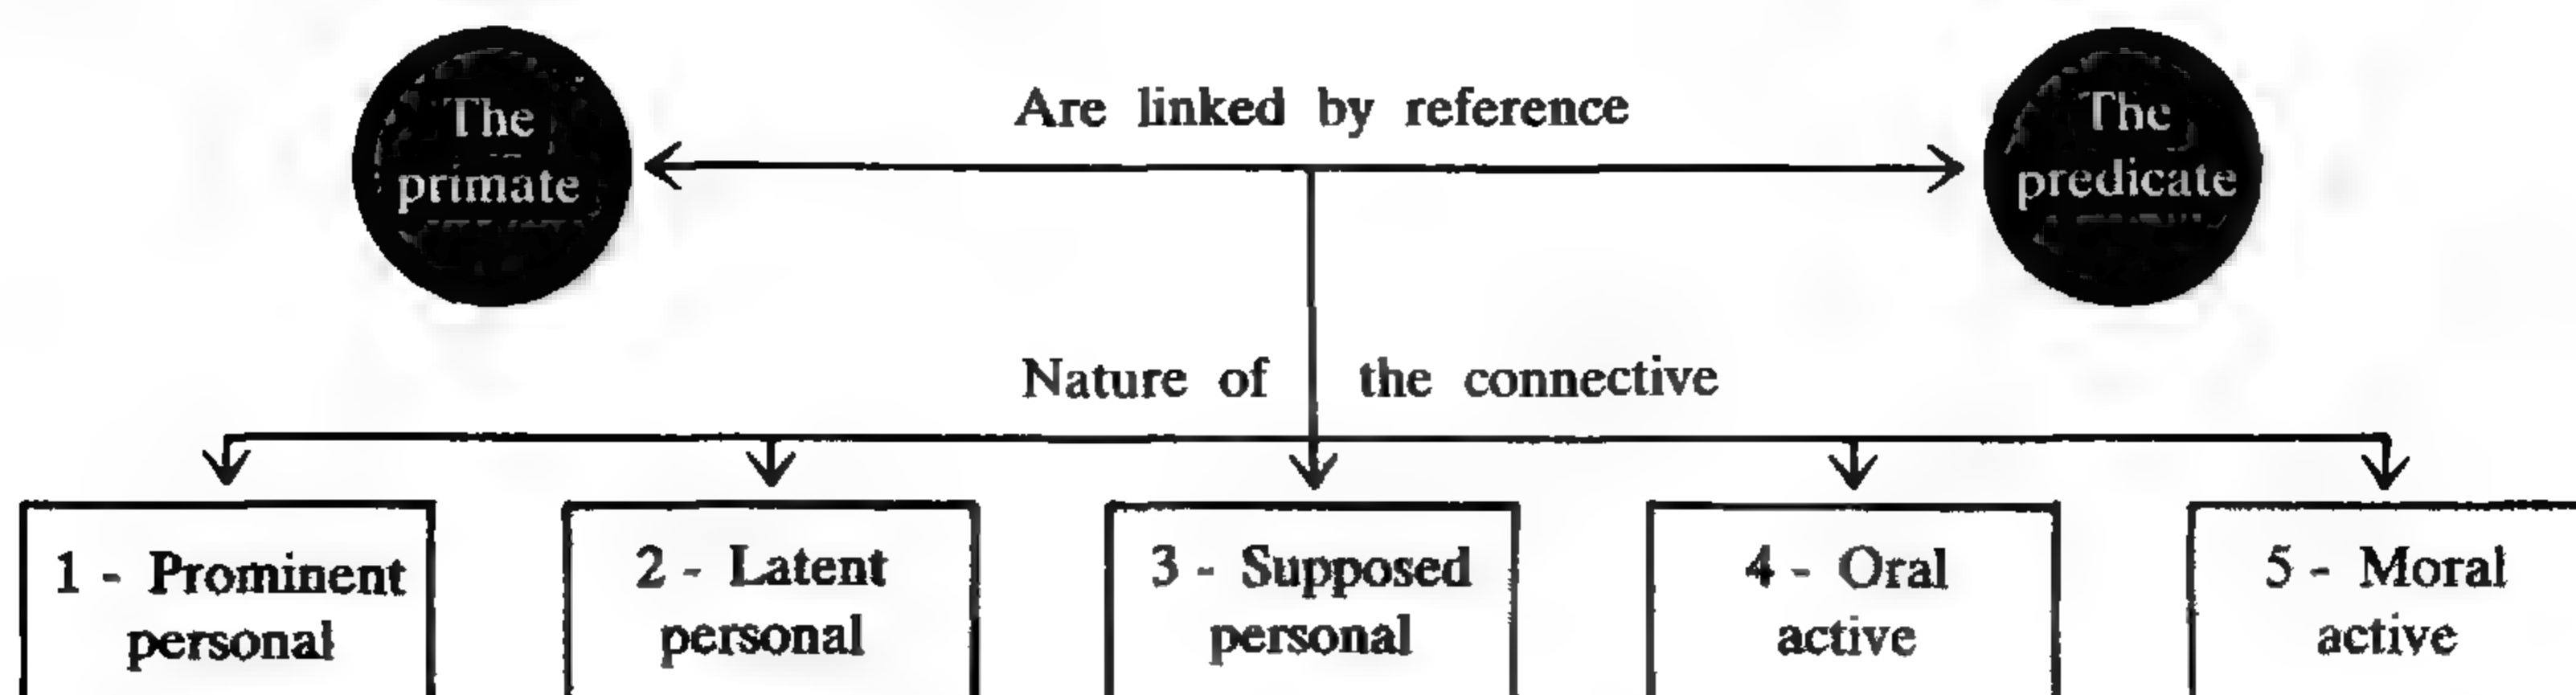 The
primate
Are linked by reference
The
predicate
Nature of the connective
1 - Prominent
personal
2 - Latent
personal
3 - Supposed
personal
4 - Oral
active
5 - Moral
active